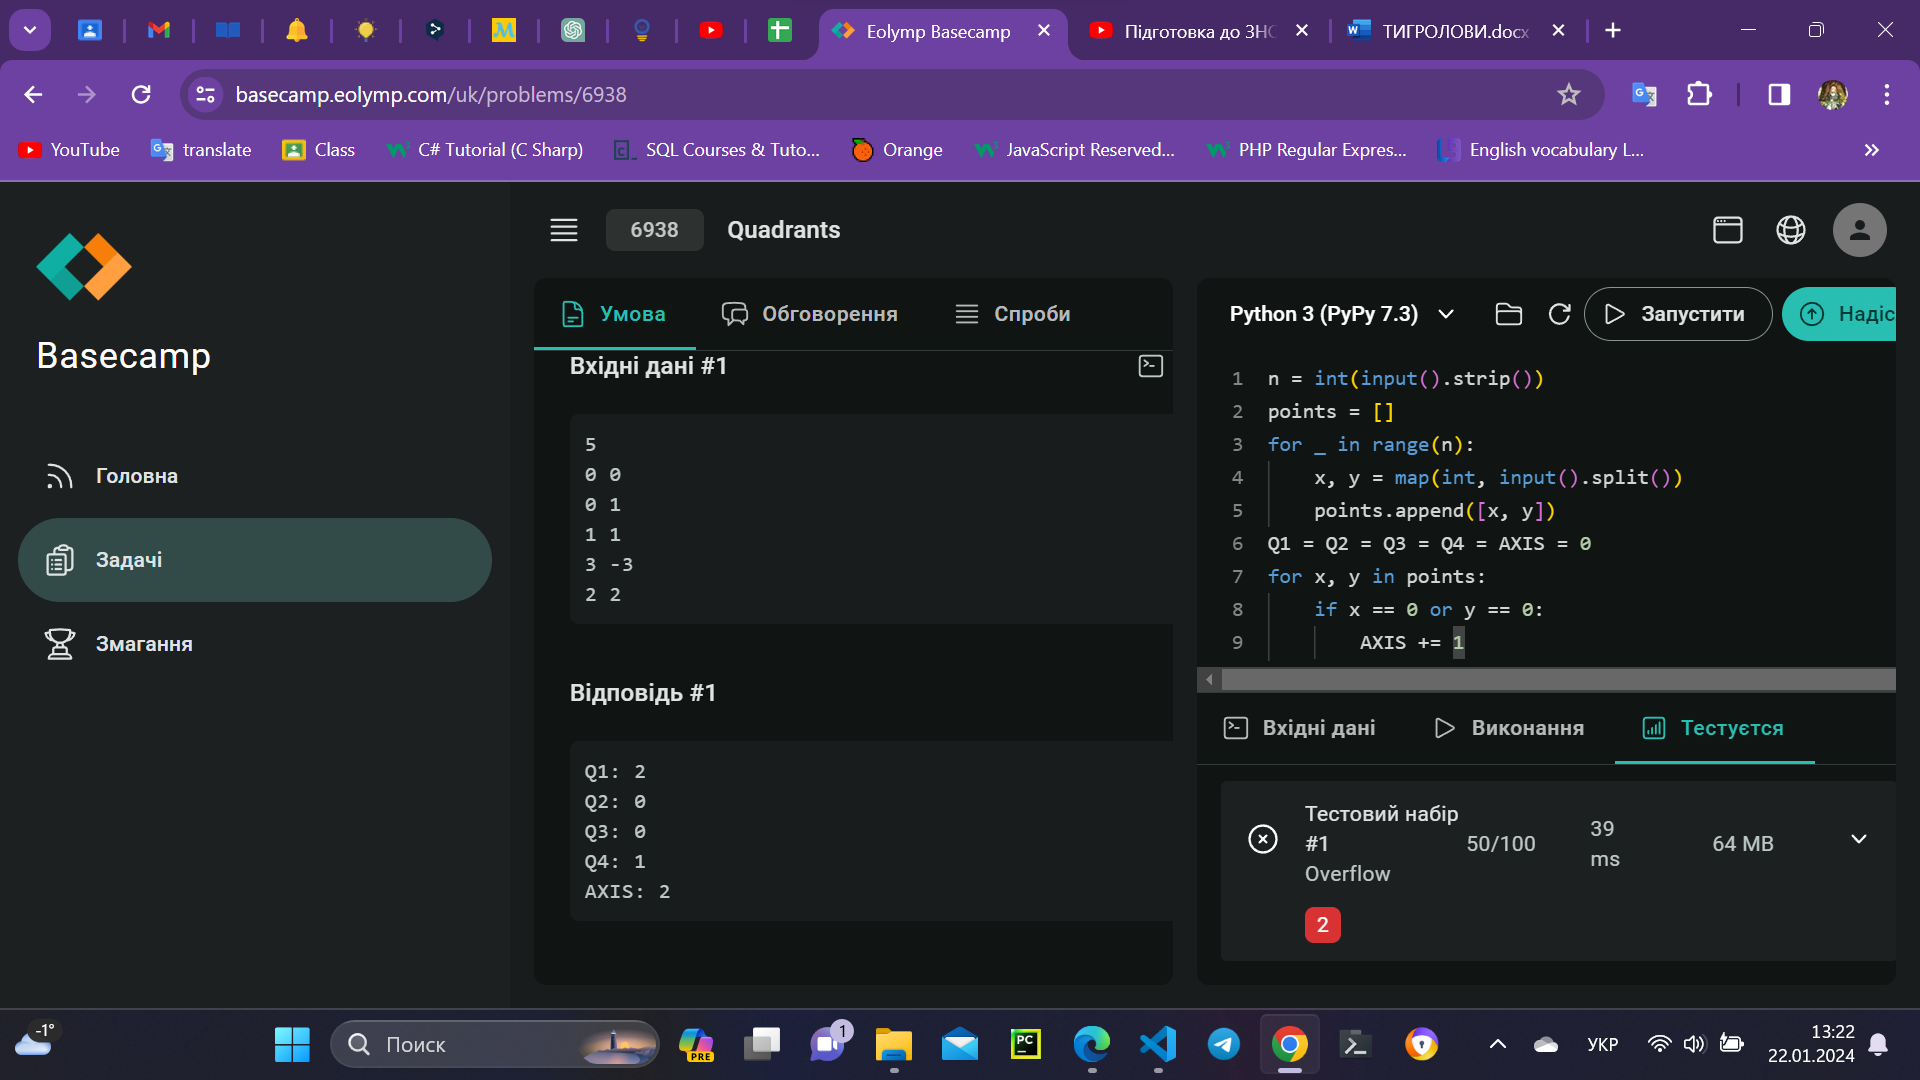 Eolymp Basecamp
Підготовка до ЗНО
ТИГРОЛОВИ.docx
basecamp.eolymp.com/uk/problems/6938
YouTube
translate
Class
C# Tutorial (C Sharp)
SQL Courses & Tuto...
Orange
JavaScript Reserved...
PHP Regular Expres...
English vocabulary L...
Basecamp
Головна
Задачі
Змагання
6938
Quadrants
Умова
Обговорення
Спроби
Вхідні дані #1
5
0 0
0 1
1 1
3 -3
2 2
Відповідь #1
Q1: 2
Q2: 0
Q3: 0
Q4: 1
AXIS: 2
Python 3 (PyPy 7.3)
Запустити
Надіс
1 n = int(input().strip())
2 points = []
3 for _ in range(n):
4 x, y = map(int, input().split())
5 points.append([x, y])
6 Q1 = Q2 = Q3 = Q4 = AXIS = 0
7 for x, y in points:
8 if x == 0 or y == 0:
9 AXIS += 1
Вхідні дані
Виконання
Тестуєтся
Тестовий набір
#1
Overflow
50/100
39
ms
64 MB
2
-1°
Поиск
PRE
1
PC
УКР
13:22
22.01.2024